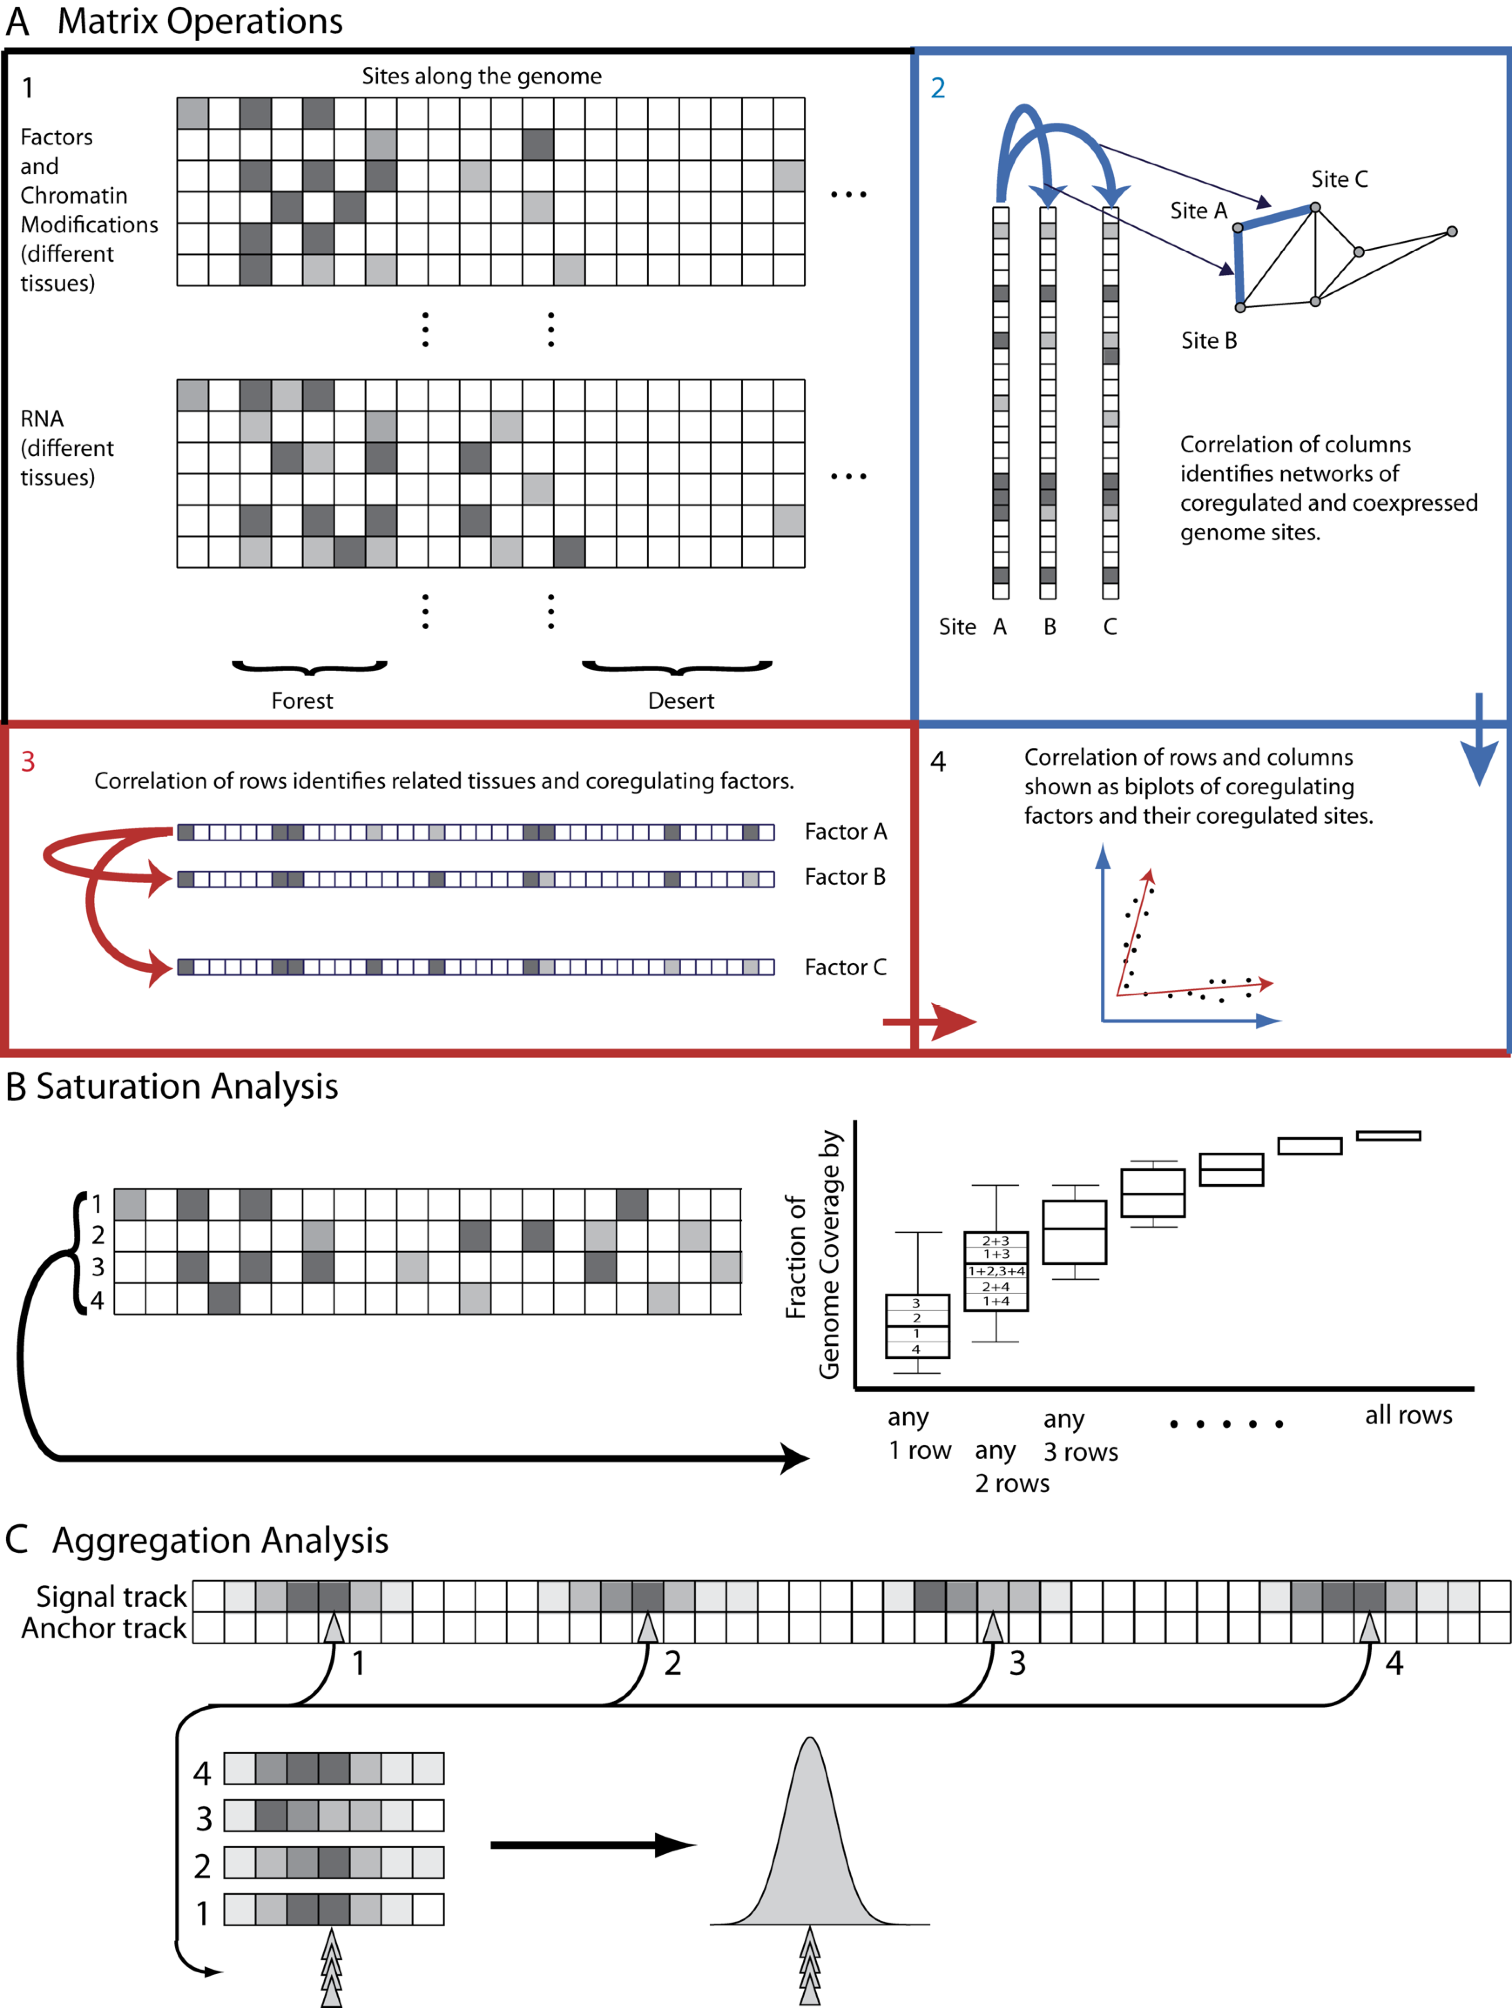 A Matrix Operations
1
Sites along the genome
Factors
and
Chromatin
Modifications
(different
tissues)
...
RNA
(different
tissues)
...
Forest
Desert
2
Site C
Site A
Site B
Correlation of columns
identifies networks of
coregulated and coexpressed
genome sites.
Site A B C
3
Correlation of rows identifies related tissues and coregulating factors.
Factor A
Factor B
Factor C
4
Correlation of rows and columns
shown as biplots of coregulating
factors and their coregulated sites.
B Saturation Analysis
1
2
3
4
Fraction of
Genome Coverage by
3
2
1
4
2+3
1+3
1+2,3+4
2+4
1+4
any
1 row
any
2 rows
any
3 rows
.....
all rows
C Aggregation Analysis
Signal track
Anchor track
1 2 3 4
4
3
2
1